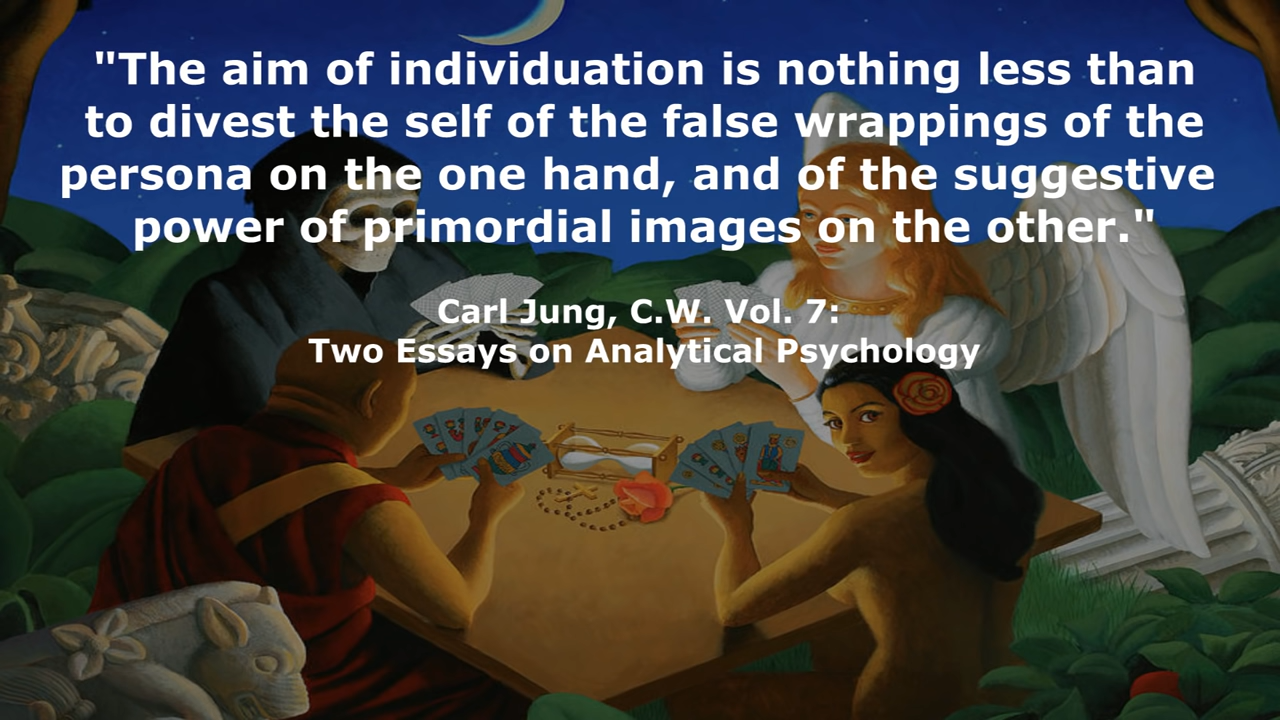 "The aim of individuation is nothing less than
to divest the self of the false wrappings of the
persona on the one hand, and of the suggestive
power of primordial images on the other."
Carl Jung, C.W. Vol. 7:
Two Essays on Analytical Psychology